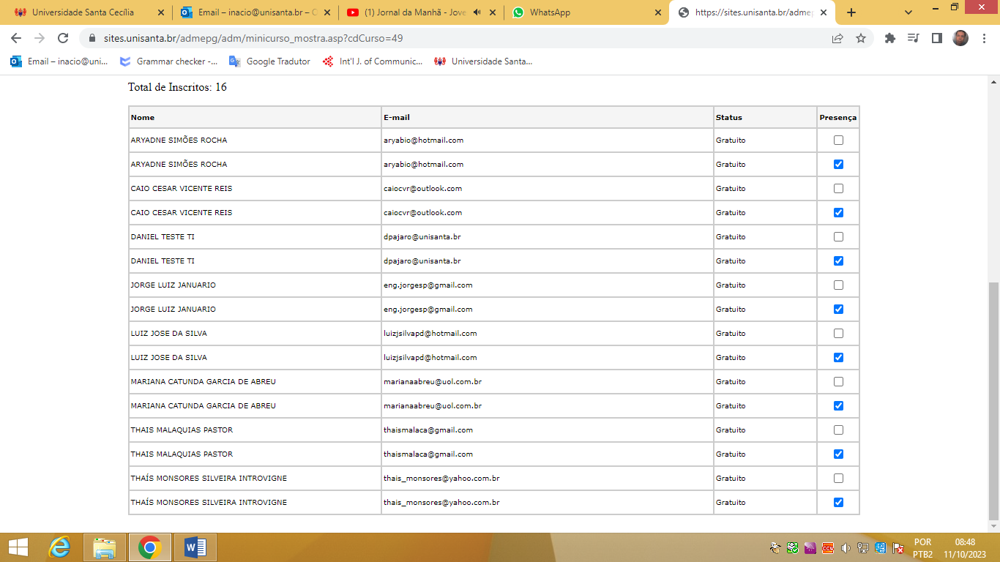 Universidade Santa Cecília
Email – inacio@unisanta.br – O
(1) Jornal da Manhã - Jove
WhatsApp
https://sites.unisanta.br/admep
sites.unisanta.br/admepg/adm/minicurso_mostra.asp?cdCurso=49
Email – inacio@uni...
Grammar checker -...
Google Tradutor
Int'l J. of Communic...
Universidade Santa...
Total de Inscritos: 16
Nome E-mail Status Presença
ARYADNE SIMÕES ROCHA aryabio@hotmail.com Gratuito
ARYADNE SIMÕES ROCHA aryabio@hotmail.com Gratuito
CAIO CESAR VICENTE REIS caiocvr@outlook.com Gratuito
CAIO CESAR VICENTE REIS caiocvr@outlook.com Gratuito
DANIEL TESTE TI dpajaro@unisanta.br Gratuito
DANIEL TESTE TI dpajaro@unisanta.br Gratuito
JORGE LUIZ JANUARIO eng.jorgesp@gmail.com Gratuito
JORGE LUIZ JANUARIO eng.jorgesp@gmail.com Gratuito
LUIZ JOSE DA SILVA luizjsilvapd@hotmail.com Gratuito
LUIZ JOSE DA SILVA luizjsilvapd@hotmail.com Gratuito
MARIANA CATUNDA GARCIA DE ABREU marianaabreu@uol.com.br Gratuito
MARIANA CATUNDA GARCIA DE ABREU marianaabreu@uol.com.br Gratuito
THAIS MALAQUIAS PASTOR thaismalaca@gmail.com Gratuito
THAIS MALAQUIAS PASTOR thaismalaca@gmail.com Gratuito
THAÍS MONSORES SILVEIRA INTROVIGNE thais_monsores@yahoo.com.br Gratuito
THAÍS MONSORES SILVEIRA INTROVIGNE thais_monsores@yahoo.com.br Gratuito
POR 08:48
PTB2 11/10/2023